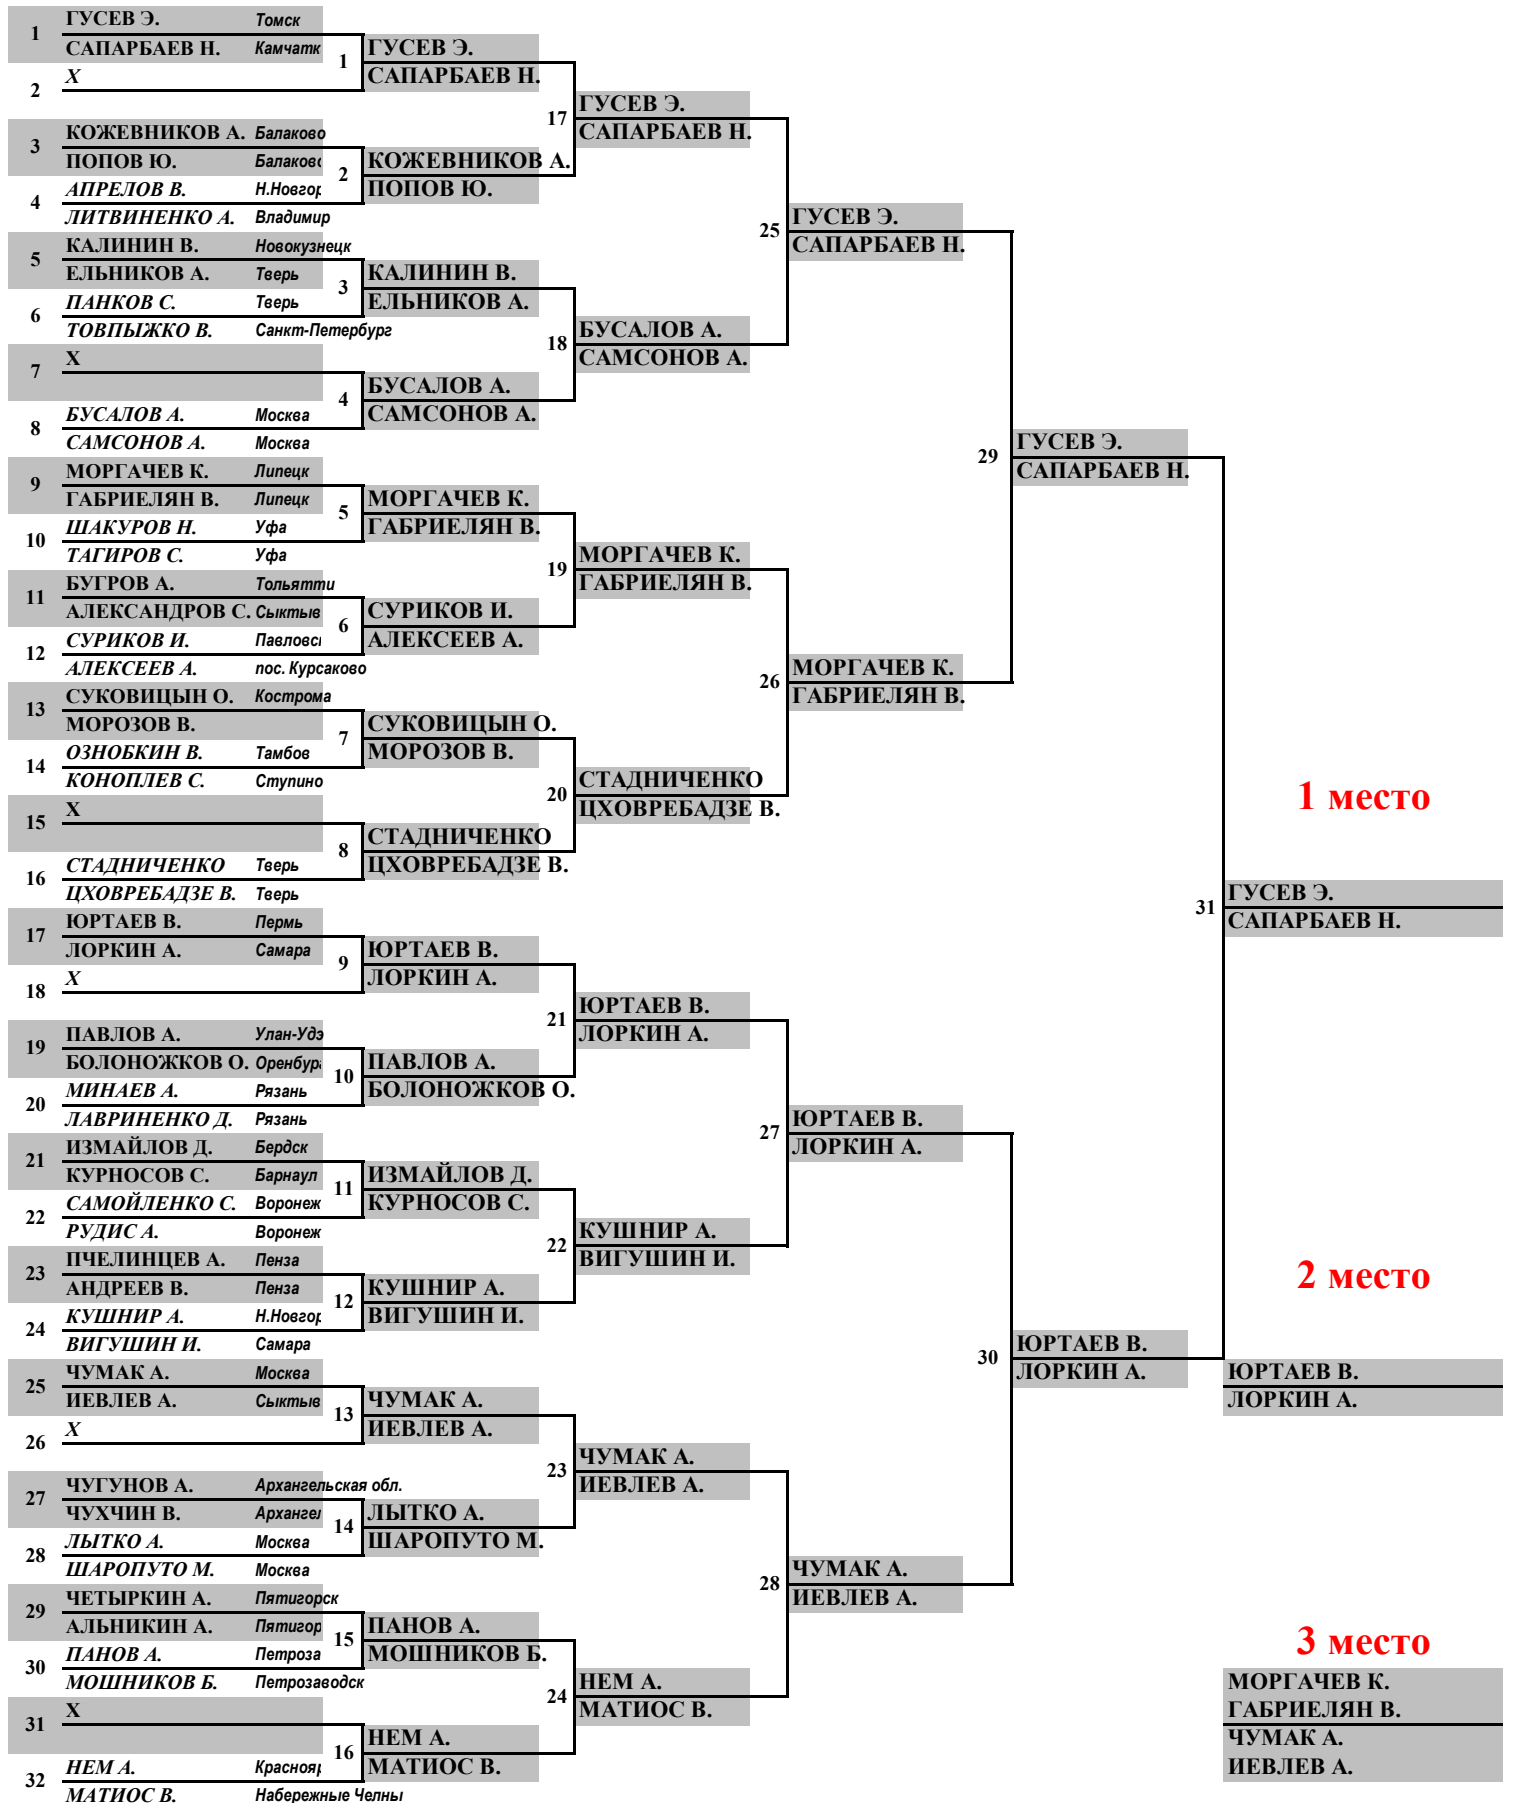 1 ГУСЕВ Э. Томск
САПАРБАЕВ Н. Камчатк
2 X
3 КОЖЕВНИКОВ А. Балаково
ПОПОВ Ю. Балаково
4 АПРЕЛОВ В. Н.Новгор
ЛИТВИНЕНКО А. Владимир
5 КАЛИНИН В. Новокузнецк
ЕЛЬНИКОВ А. Тверь
6 ПАНКОВ С. Тверь
ТОВПЫЖКО В. Санкт-Петербург
7 X
8 БУСАЛОВ А. Москва
САМСОНОВ А. Москва
9 МОРГАЧЕВ К. Липецк
ГАБРИЕЛЯН В. Липецк
10 ШАКУРОВ Н. Уфа
ТАГИРОВ С. Уфа
11 БУГРОВ А. Тольятти
АЛЕКСАНДРОВ С. Сыктыв
12 СУРИКОВ И. Павловс
АЛЕКСЕЕВ А. пос. Курсаково
13 СУКОВИЦЫН О. Кострома
МОРОЗОВ В.
14 ОЗНОБКИН В. Тамбов
КОНОПЛЕВ С. Ступино
15 X
16 СТАДНИЧЕНКО Тверь
ЦХОВРЕБАДЗЕ В. Тверь
17 ЮРТАЕВ В. Пермь
ЛОРКИН А. Самара
18 X
19 ПАВЛОВ А. Улан-Удэ
БОЛОНОЖКОВ О. Оренбург
20 МИНАЕВ А. Рязань
ЛАВРИНЕНКО Д. Рязань
21 ИЗМАЙЛОВ Д. Бердск
КУРНОСОВ С. Барнаул
22 САМОЙЛЕНКО С. Воронеж
РУДИС А. Воронеж
23 ПЧЕЛИНЦЕВ А. Пенза
АНДРЕЕВ В. Пенза
24 КУШНИР А. Н.Новгор
ВИГУШИН И. Самара
25 ЧУМАК А. Москва
ИЕВЛЕВ А. Сыктыв
26 X
27 ЧУГУНОВ А. Архангельская обл.
ЧУХЧИН В. Архангел
28 ЛЫТКО А. Москва
ШАРОПУТО М. Москва
29 ЧЕТЫРКИН А. Пятигорск
АЛЬНИКИН А. Пятигор
30 ПАНОВ А. Петроза
МОШНИКОВ Б. Петрозаводск
31 X
32 НЕМ А. Краснояр
МАТИОС В. Набережные Челны
1 ГУСЕВ Э.
САПАРБАЕВ Н.
2 КОЖЕВНИКОВ А.
ПОПОВ Ю.
3 КАЛИНИН В.
ЕЛЬНИКОВ А.
4 БУСАЛОВ А.
САМСОНОВ А.
5 МОРГАЧЕВ К.
ГАБРИЕЛЯН В.
6 СУРИКОВ И.
АЛЕКСЕЕВ А.
7 СУКОВИЦЫН О.
МОРОЗОВ В.
8 СТАДНИЧЕНКО
ЦХОВРЕБАДЗЕ В.
9 ЮРТАЕВ В.
ЛОРКИН А.
10 ПАВЛОВ А.
БОЛОНОЖКОВ О.
11 ИЗМАЙЛОВ Д.
КУРНОСОВ С.
12 КУШНИР А.
ВИГУШИН И.
13 ЧУМАК А.
ИЕВЛЕВ А.
14 ЛЫТКО А.
ШАРОПУТО М.
15 ПАНОВ А.
МОШНИКОВ Б.
16 НЕМ А.
МАТИОС В.
17 ГУСЕВ Э.
САПАРБАЕВ Н.
18 БУСАЛОВ А.
САМСОНОВ А.
19 МОРГАЧЕВ К.
ГАБРИЕЛЯН В.
20 СТАДНИЧЕНКО
ЦХОВРЕБАДЗЕ В.
21 ЮРТАЕВ В.
ЛОРКИН А.
22 КУШНИР А.
ВИГУШИН И.
23 ЧУМАК А.
ИЕВЛЕВ А.
24 НЕМ А.
МАТИОС В.
25 ГУСЕВ Э.
САПАРБАЕВ Н.
26 МОРГАЧЕВ К.
ГАБРИЕЛЯН В.
27 ЮРТАЕВ В.
ЛОРКИН А.
28 ЧУМАК А.
ИЕВЛЕВ А.
29 ГУСЕВ Э.
САПАРБАЕВ Н.
30 ЮРТАЕВ В.
ЛОРКИН А.
1 место
31 ГУСЕВ Э.
САПАРБАЕВ Н.
2 место
ЮРТАЕВ В.
ЛОРКИН А.
3 место
МОРГАЧЕВ К.
ГАБРИЕЛЯН В.
ЧУМАК А.
ИЕВЛЕВ А.